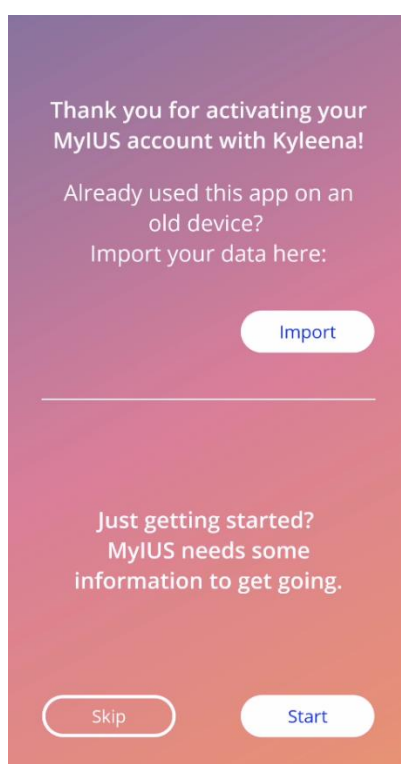 Thank you for activating your
MyIUS account with Kyleena!
Already used this app on an
old device?
Import your data here:
Import
Just getting started?
MyIUS needs some
information to get going.
Skip
Start